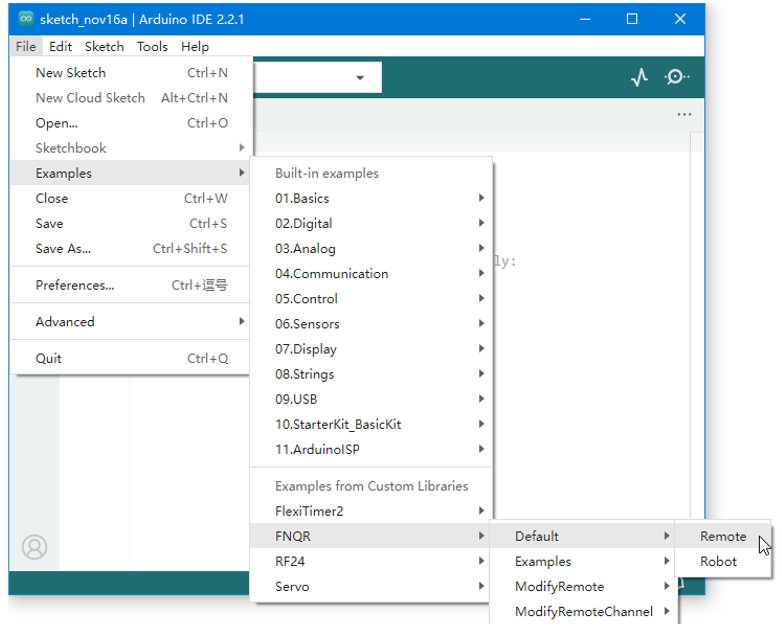 sketch_nov16a | Arduino IDE 2.2.1
File Edit Sketch Tools Help
New Sketch Ctrl+N
New Cloud Sketch Alt+Ctrl+N
Open... Ctrl+O
Sketchbook
Examples
Close Ctrl+W
Save Ctrl+S
Save As... Ctrl+Shift+S
Preferences... Ctrl+逗号
Advanced
Quit Ctrl+Q
Built-in examples
01.Basics
02.Digital
03.Analog
04.Communication
05.Control
06.Sensors
07.Display
08.Strings
09.USB
10.StarterKit_BasicKit
11.ArduinoISP
Examples from Custom Libraries
FlexiTimer2
FNQR
RF24
Servo
ly:
Default
Examples
ModifyRemote
ModifyRemoteChannel
Remote
Robot